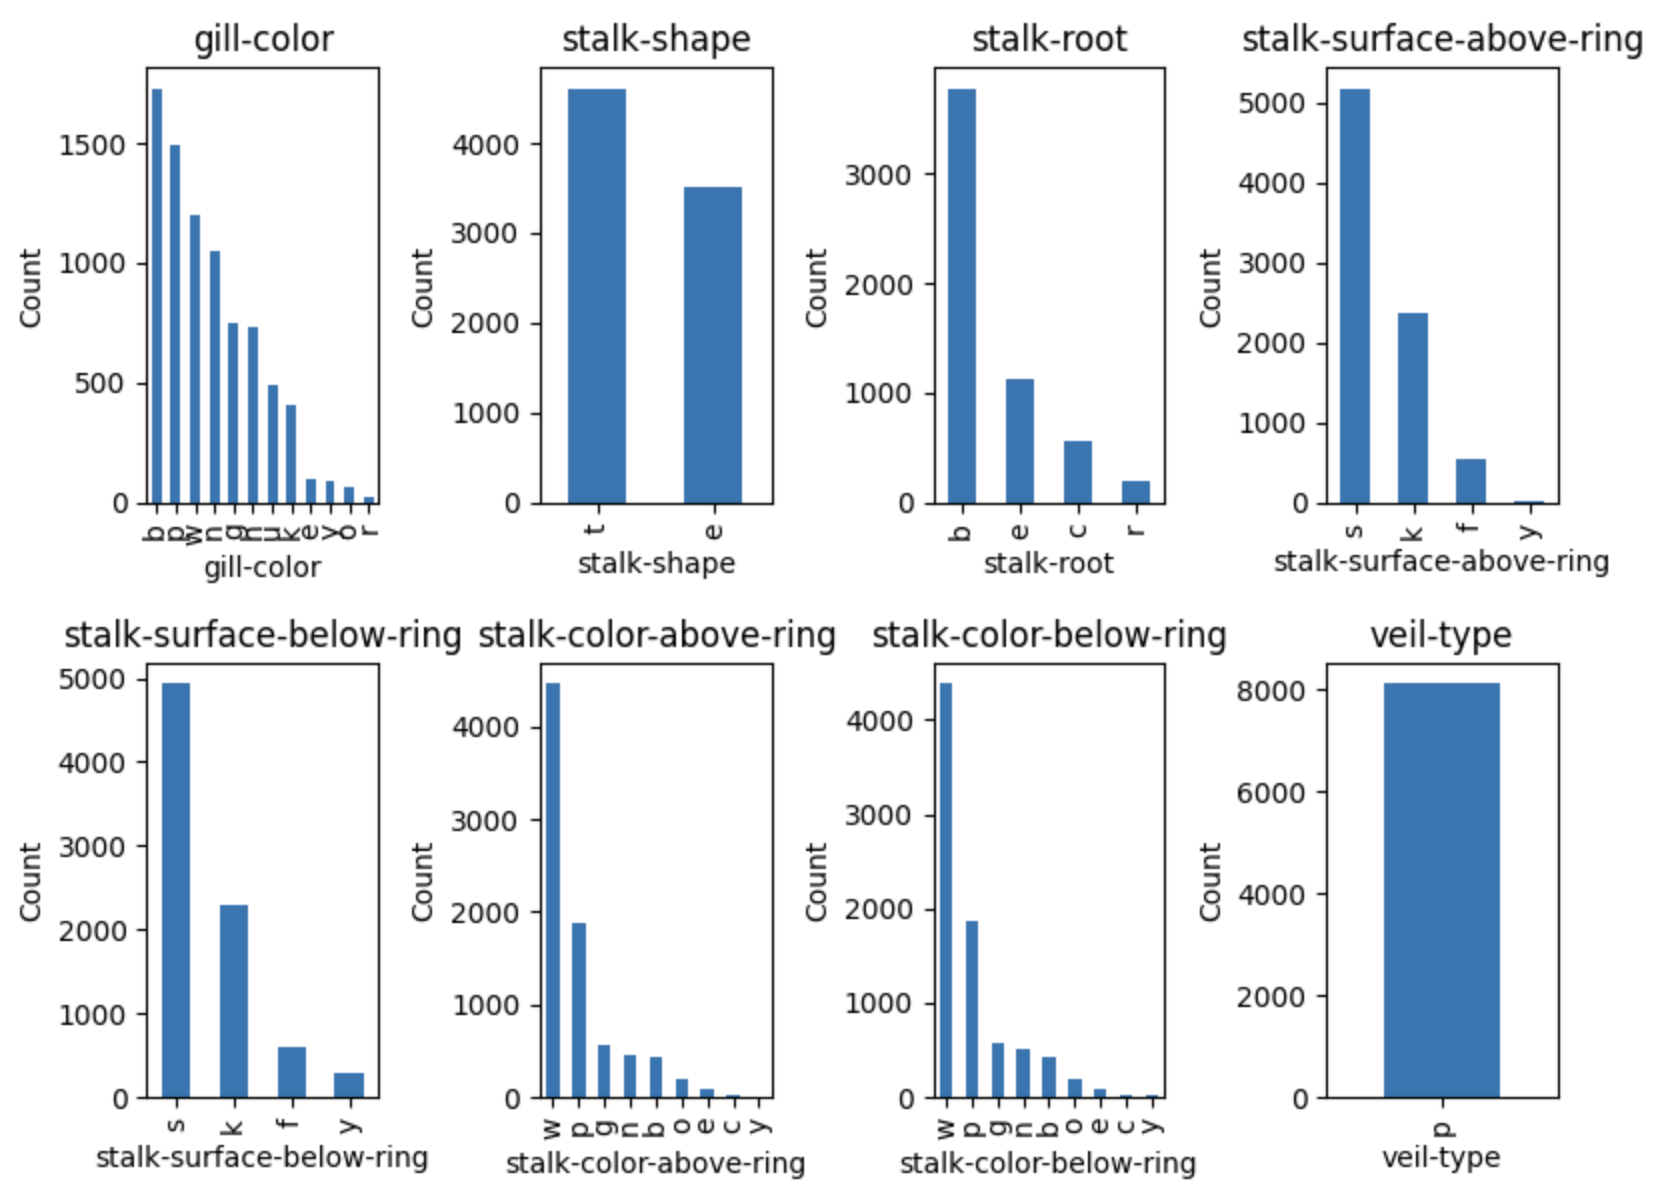 gill-color stalk-shape stalk-root stalk-surface-above-ring
Count
1500
1000
500
0
b p w n g h u k e y o r
gill-color
Count
4000
3000
2000
1000
0
t e
stalk-shape
Count
3000
2000
1000
0
b e c r
stalk-root
Count
5000
4000
3000
2000
1000
0
s k f y
stalk-surface-above-ring
stalk-surface-below-ring stalk-color-above-ring stalk-color-below-ring veil-type
Count
5000
4000
3000
2000
1000
0
s k f y
stalk-surface-below-ring
Count
4000
3000
2000
1000
0
w p g n b o e c y
stalk-color-above-ring
Count
4000
3000
2000
1000
0
w p g n b o e c y
stalk-color-below-ring
Count
8000
6000
4000
2000
0
p
veil-type